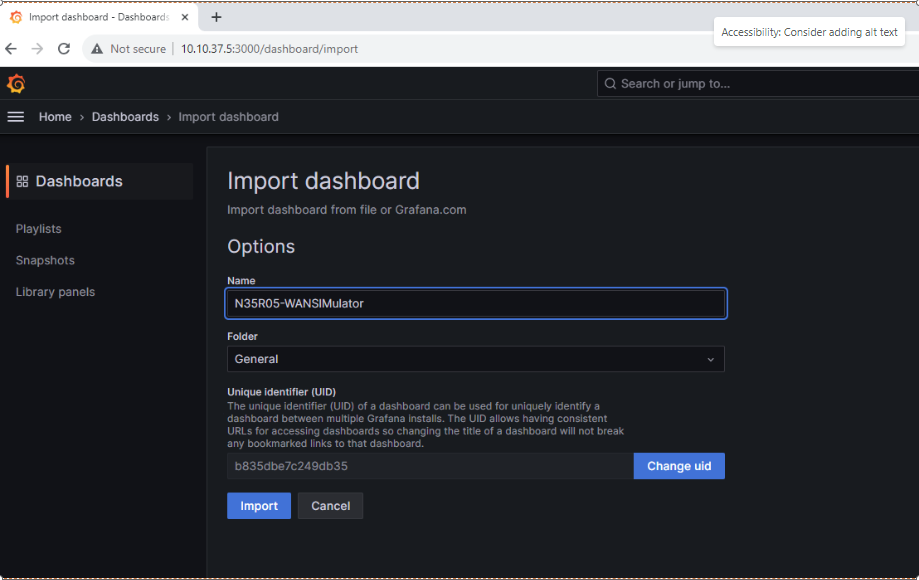 Import dashboard - Dashboards
Not secure
10.10.37.5:3000/dashboard/import
Accessibility: Consider adding alt text
Search or jump to...
Home › Dashboards › Import dashboard
Dashboards
Playlists
Snapshots
Library panels
Import dashboard
Import dashboard from file or Grafana.com
Options
Name
N35R05-WANSIMulator
Folder
General
Unique identifier (UID)
The unique identifier (UID) of a dashboard can be used for uniquely identify a
dashboard between multiple Grafana installs. The UID allows having consistent
URLs for accessing dashboards so changing the title of a dashboard will not break
any bookmarked links to that dashboard.
b835dbe7c249db35
Change uid
Import
Cancel